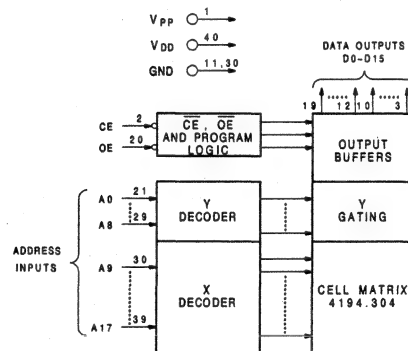 VPP 1
VDD 40
GND 11,30
DATA OUTPUTS
D0-D15
19 12 10 3
CE 2
OE 20
CE, OE
AND PROGRAM
LOGIC
OUTPUT
BUFFERS
A0 21
A8 29
Y
DECODER
Y
GATING
ADDRESS
INPUTS
A9 30
A17 39
X
DECODER
CELL MATRIX
4194.304